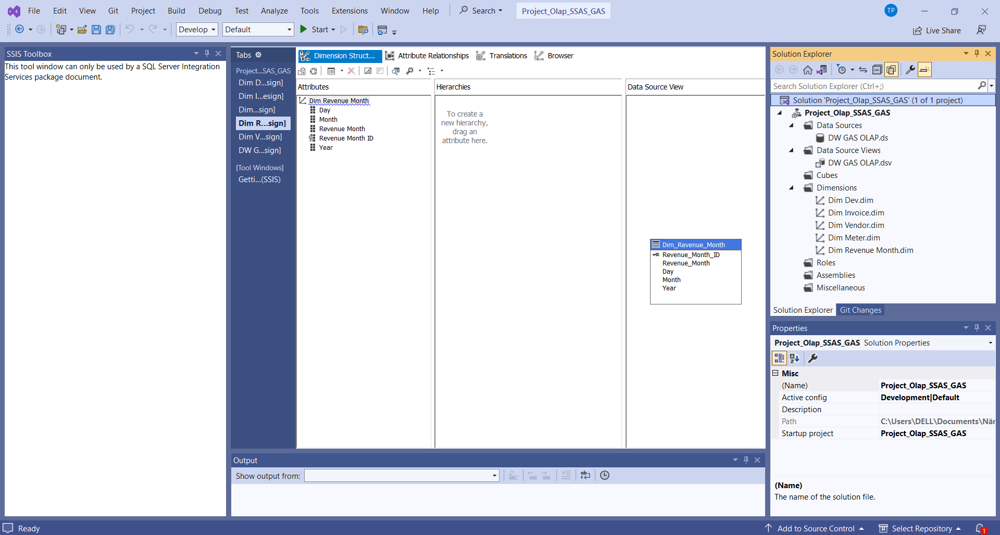 File Edit View Git Project Build Debug Test Analyze Tools Extensions Window Help Search Project_Olap_SSAS_GAS TP
Develop Default Start Live Share
SSIS Toolbox
This tool window can only be used by a SQL Server Integration
Services package document.
Tabs
Project...SAS_GAS
Dim D...sign]
Dim I...esign]
Dim...sign]
Dim R...sign]
Dim V...sign]
DW G...sign]
[Tool Windows]
Getti...(SSIS)
Dimension Struct... Attribute Relationships Translations Browser
Attributes
Dim Revenue Month
Day
Month
Revenue Month
Revenue Month ID
Year
Hierarchies
To create a
new hierarchy,
drag an
attribute here.
Data Source View
Dim_Revenue_Month
Revenue_Month_ID
Revenue_Month
Day
Month
Year
Output
Show output from:
Solution Explorer
Search Solution Explorer (Ctrl+;)
Solution 'Project_Olap_SSAS_GAS' (1 of 1 project)
Project_Olap_SSAS_GAS
Data Sources
DW GAS OLAP.ds
Data Source Views
DW GAS OLAP.dsv
Cubes
Dimensions
Dim Dev.dim
Dim Invoice.dim
Dim Vendor.dim
Dim Meter.dim
Dim Revenue Month.dim
Roles
Assemblies
Miscellaneous
Solution Explorer Git Changes
Properties
Project_Olap_SSAS_GAS Solution Properties
Misc
(Name) Project_Olap_SSAS_GAS
Active config Development|Default
Description
Path C:\Users\DELL\Documents\Năr
Startup project Project_Olap_SSAS_GAS
(Name)
The name of the solution file.
Ready Add to Source Control Select Repository 1